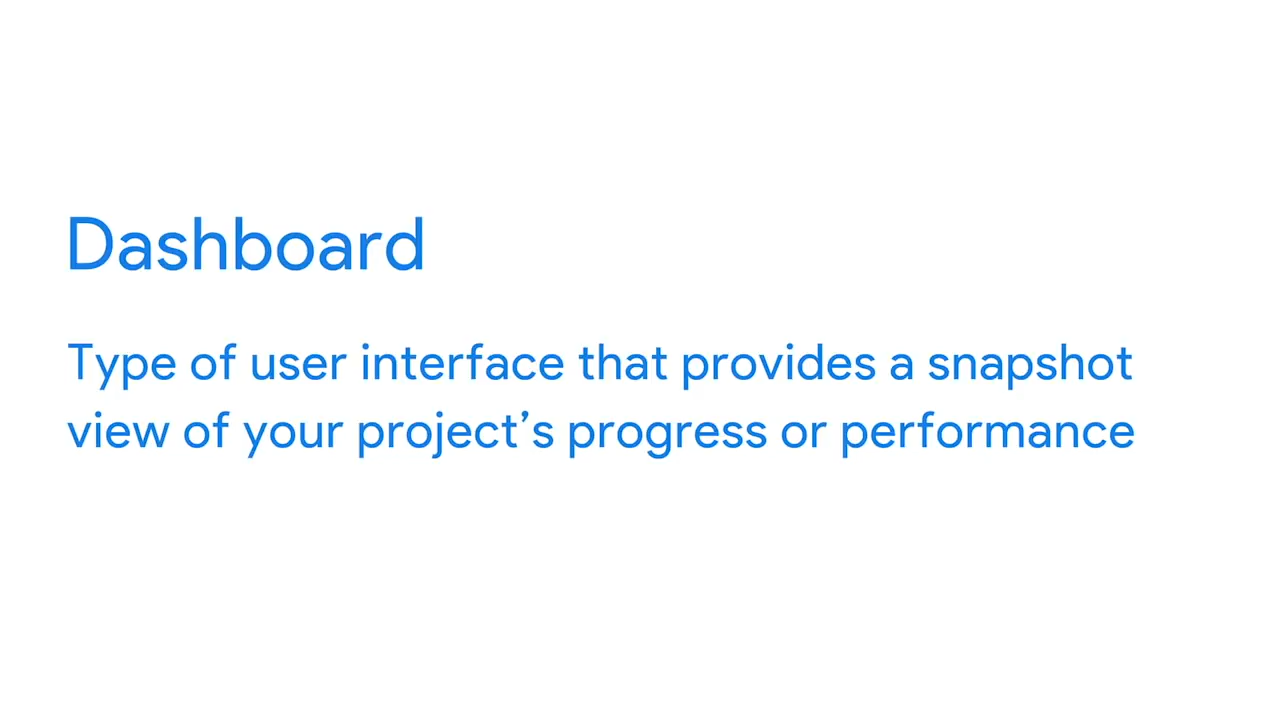 Dashboard
Type of user interface that provides a snapshot
view of your project’s progress or performance